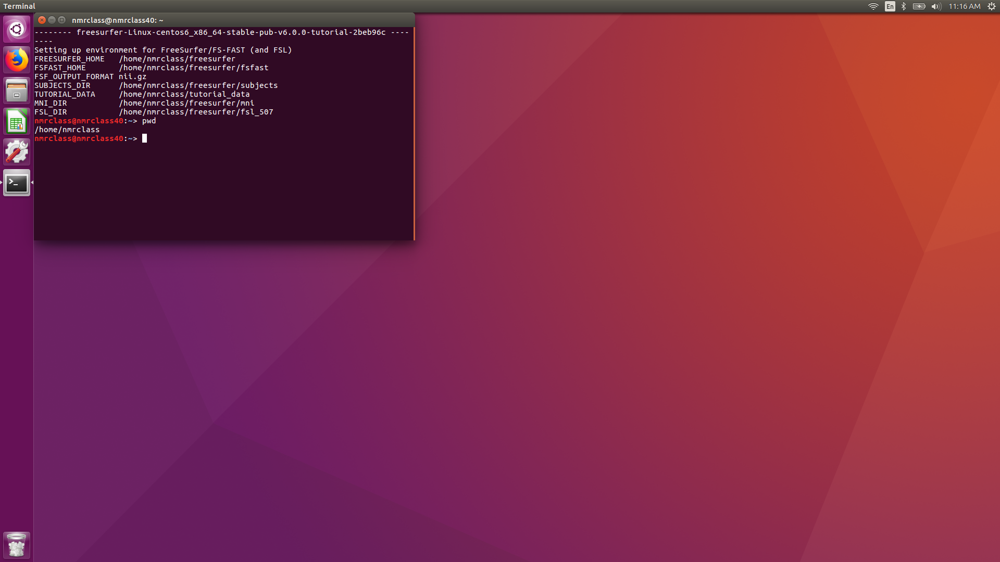 Terminal
En
11:16 AM
nmrclass@nmrclass40: ~
-------- freesurfer-Linux-centos6_x86_64-stable-pub-v6.0.0-tutorial-2beb96c ----
----
Setting up environment for FreeSurfer/FS-FAST (and FSL)
FREESURFER_HOME   /home/nmrclass/freesurfer
FSFAST_HOME       /home/nmrclass/freesurfer/fsfast
FSF_OUTPUT_FORMAT nii.gz
SUBJECTS_DIR      /home/nmrclass/freesurfer/subjects
TUTORIAL_DATA     /home/nmrclass/tutorial_data
MNI_DIR           /home/nmrclass/freesurfer/mni
FSL_DIR           /home/nmrclass/freesurfer/fsl_507
nmrclass@nmrclass40:~> pwd
/home/nmrclass
nmrclass@nmrclass40:~>